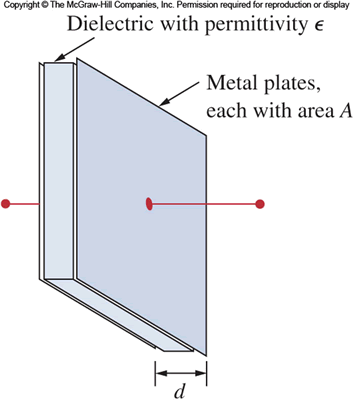 Copyright © The McGraw-Hill Companies, Inc. Permission required for reproduction or display
Dielectric with permittivity ϵ
Metal plates,
each with area A
d